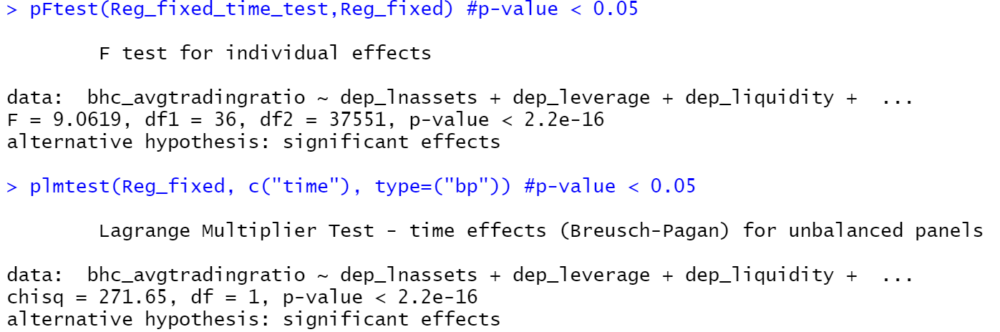 > pFtest(Reg_fixed_time_test,Reg_fixed) #p-value < 0.05
F test for individual effects
data:  bhc_avgtradingratio ~ dep_lnassets + dep_leverage + dep_liquidity +  ...
F = 9.0619, df1 = 36, df2 = 37551, p-value < 2.2e-16
alternative hypothesis: significant effects
> plmtest(Reg_fixed, c("time"), type=("bp")) #p-value < 0.05
Lagrange Multiplier Test - time effects (Breusch-Pagan) for unbalanced panels
data:  bhc_avgtradingratio ~ dep_lnassets + dep_leverage + dep_liquidity +  ...
chisq = 271.65, df = 1, p-value < 2.2e-16
alternative hypothesis: significant effects